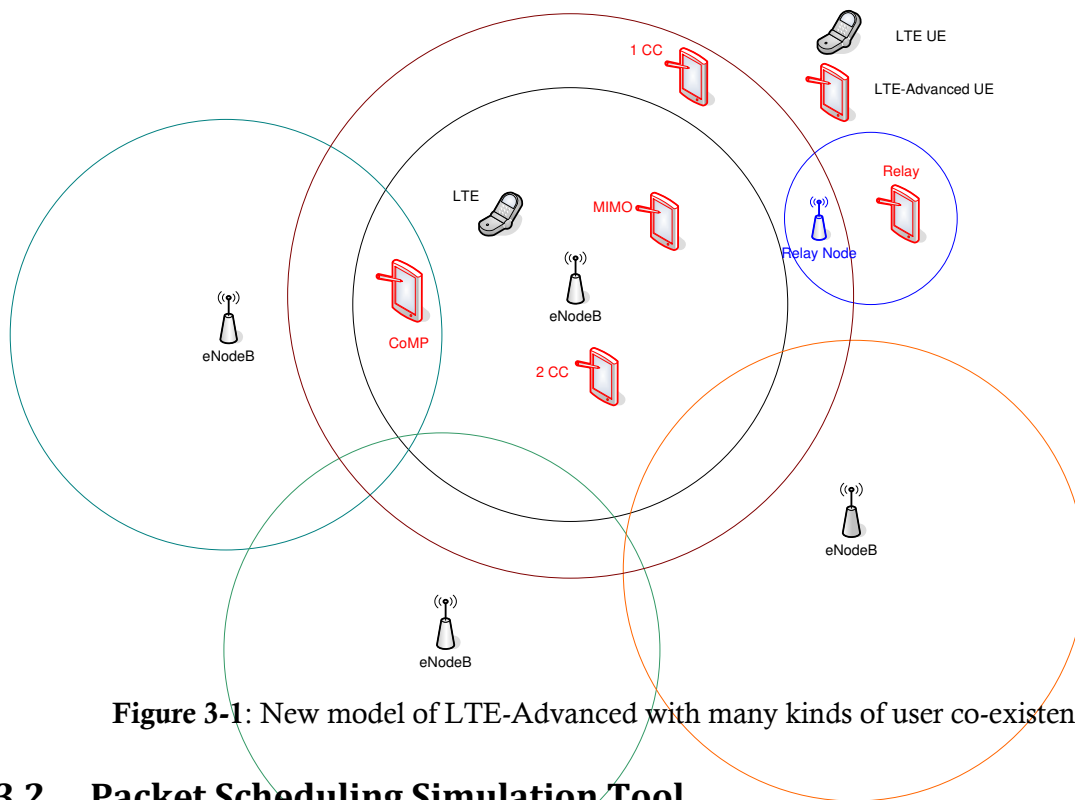 LTE UE
1 CC
LTE-Advanced UE
Relay
LTE
MIMO
Relay Node
eNodeB
CoMP
eNodeB
2 CC
eNodeB
eNodeB
Figure 3-1: New model of LTE-Advanced with many kinds of user co-existen
3.2 Packet Scheduling Simulation Tool